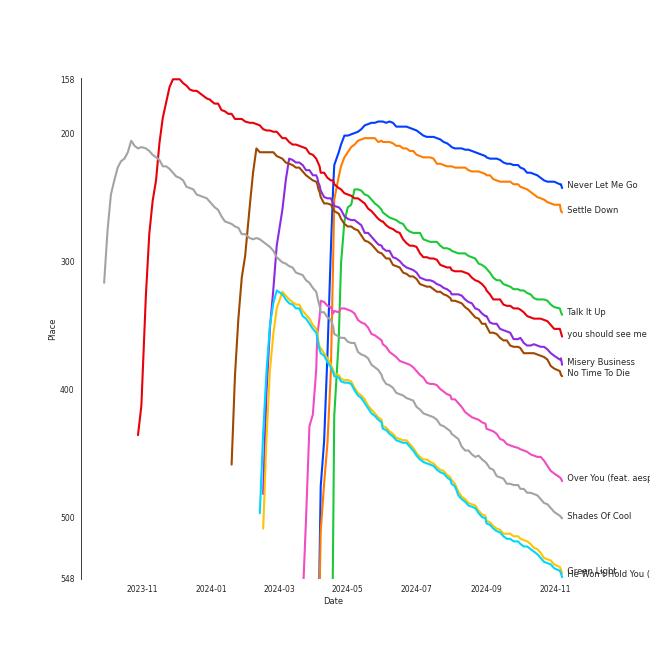 158
200
300
400
500
548
Place
2023-11
2024-01
2024-03
2024-05
2024-07
2024-09
2024-11
Date
Never Let Me Go
Settle Down
Talk It Up
you should see me
Misery Business
No Time To Die
Over You (feat. aesp
Shades Of Cool
Green Light
He Won't Hold You (